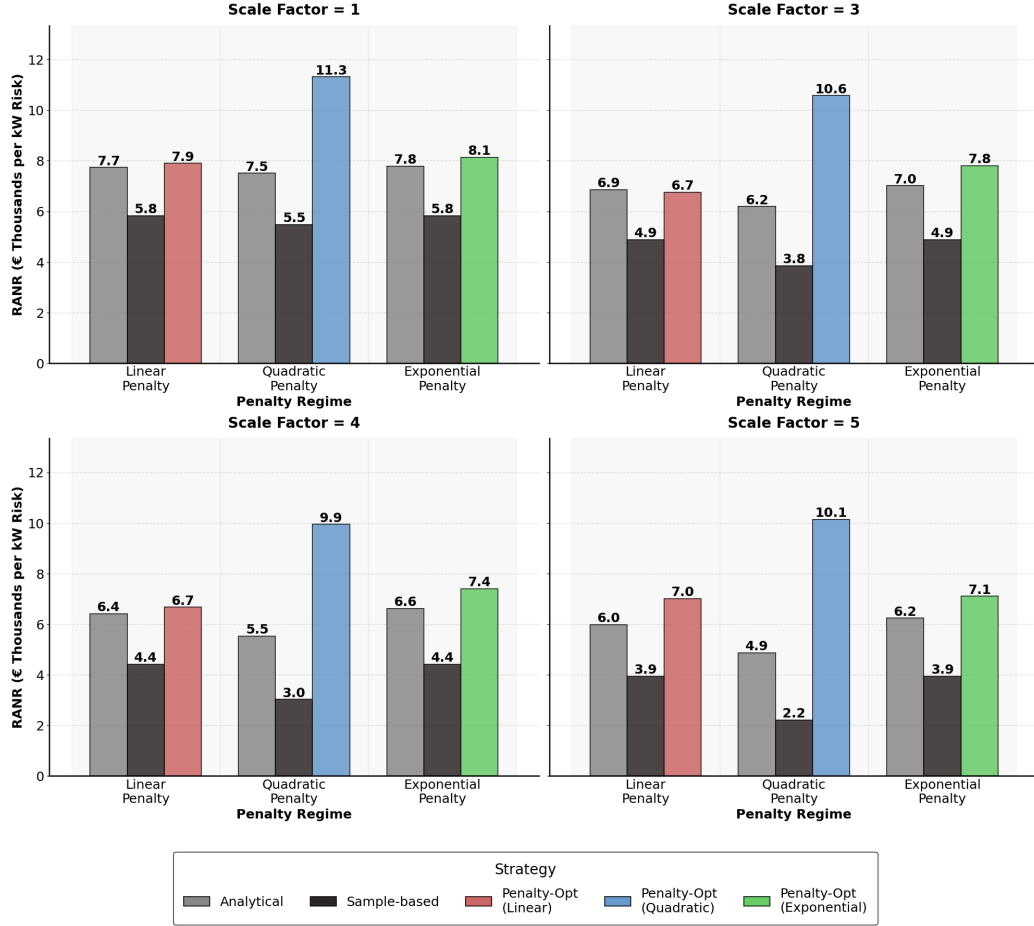 Scale Factor = 1
RANR (€ Thousands per kW Risk)
12
10
8
6
4
2
0
7.7
5.8
7.9
7.5
5.5
11.3
7.8
5.8
8.1
Linear
Penalty
Quadratic
Penalty
Exponential
Penalty
Penalty Regime
Scale Factor = 3
6.9
4.9
6.7
6.2
3.8
10.6
7.0
4.9
7.8
Linear
Penalty
Quadratic
Penalty
Exponential
Penalty
Penalty Regime
Scale Factor = 4
RANR (€ Thousands per kW Risk)
12
10
8
6
4
2
0
6.4
4.4
6.7
5.5
3.0
9.9
6.6
4.4
7.4
Linear
Penalty
Quadratic
Penalty
Exponential
Penalty
Penalty Regime
Scale Factor = 5
6.0
3.9
7.0
4.9
2.2
10.1
6.2
3.9
7.1
Linear
Penalty
Quadratic
Penalty
Exponential
Penalty
Penalty Regime
Strategy
Analytical
Sample-based
Penalty-Opt
(Linear)
Penalty-Opt
(Quadratic)
Penalty-Opt
(Exponential)